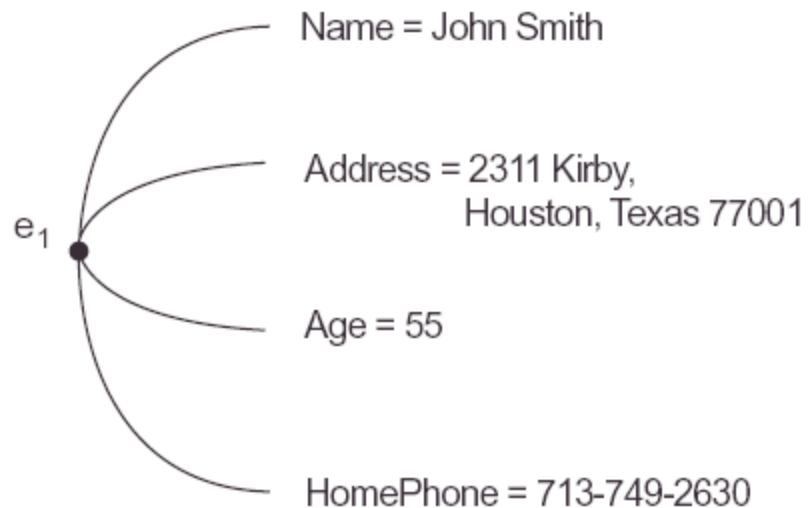 Name = John Smith
Address = 2311 Kirby,
Houston, Texas 77001
e1
Age = 55
HomePhone = 713-749-2630